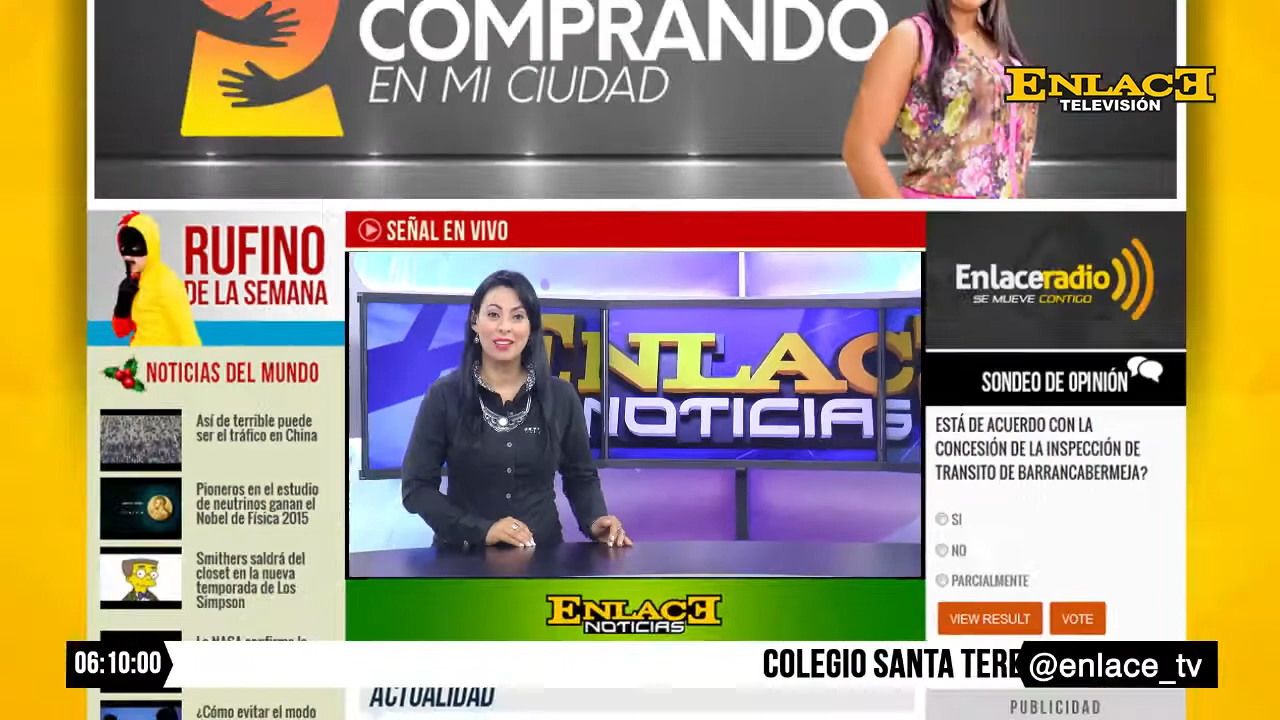 COMPRANDO
EN MI CIUDAD
ENLACE
TELEVISIÓN
RUFINO
DE LA SEMANA
SEÑAL EN VIVO
ENLAC
NOTICIAS
Enlaceradio
SE MUEVE CONTIGO
NOTICIAS DEL MUNDO
Así de terrible puede
ser el tráfico en China
Pioneros en el estudio
de neutrinos ganan el
Nobel de Física 2015
Smithers saldrá del
closet en la nueva
temporada de Los
Simpson
¿Cómo evitar el modo
SONDEO DE OPINIÓN
ESTÁ DE ACUERDO CON LA
CONCESIÓN DE LA INSPECCIÓN DE
TRANSITO DE BARRANCABERMEJA?
SI
NO
PARCIALMENTE
VIEW RESULT VOTE
ENLACE
NOTICIAS
06:10:00
COLEGIO SANTA TERE
@enlace_tv
ACTUALIDAD
PUBLICIDAD